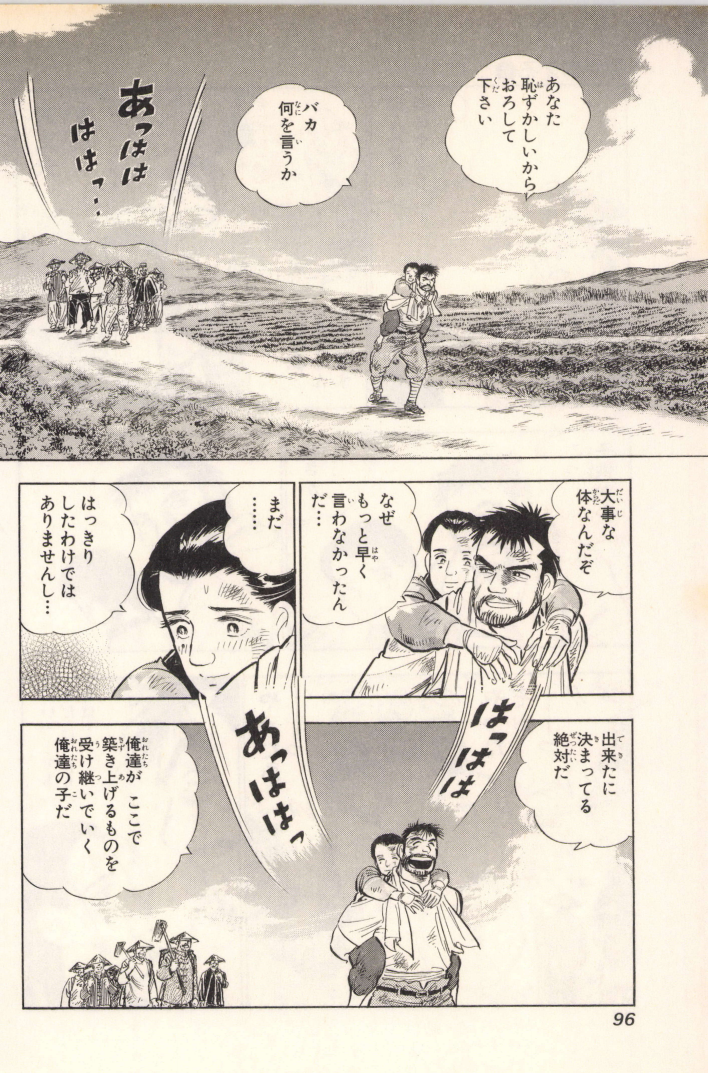 あなた
恥ずかしいから
おろして
下さい
バカ
何を言うか
あっはは
ははっ…
大事な
体なんだぞ
なぜ
もっと早く
言わなかったん
だ…
まだ
……
はっきり
したわけでは
ありませんし…
出来たに
決まってる
絶対だ
はっはは
あっははっ
俺達が ここで
築き上げるものを
受け継いでいく
俺達の子だ
96